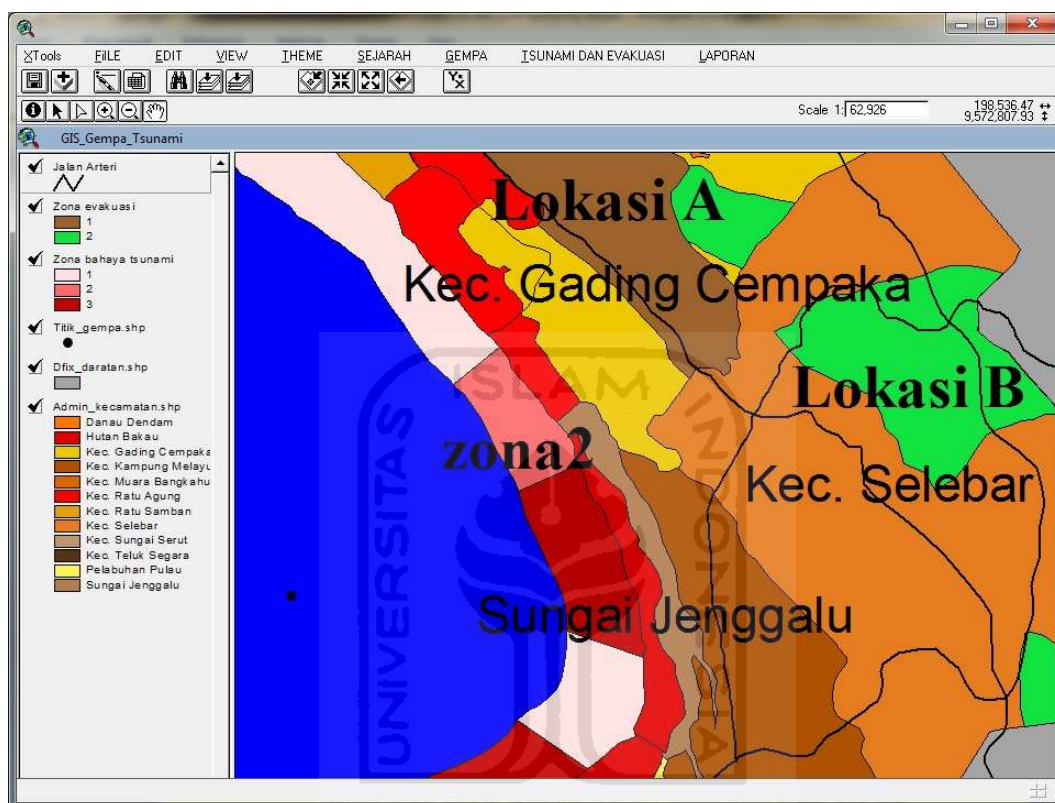 XTools FiILE EDIT VIEW THEME SEJARAH GEMPA TSUNAMI DAN EVAKUASI LAPORAN
Scale 1: 62,926
198,536.47
9,572,807.93
GIS_Gempa_Tsunami
Jalan Arteri
Zona evakuasi
1
2
Zona bahaya tsunami
1
2
3
Titik_gempa.shp
Dfix_daratan.shp
Admin_kecamatan.shp
Danau Dendam
Hutan Bakau
Kec. Gading Cempaka
Kec. Kampung Melayu
Kec. Muara Bangkahu
Kec. Ratu Agung
Kec. Ratu Samban
Kec. Selebar
Kec. Sungai Serut
Kec. Teluk Segara
Pelabuhan Pulau
Sungai Jenggalu
Lokasi A
Kec. Gading Cempaka
Lokasi B
zona2
Kec. Selebar
Sungai Jenggalu
ISLAM
UNIVERSITAS
INDONESIA